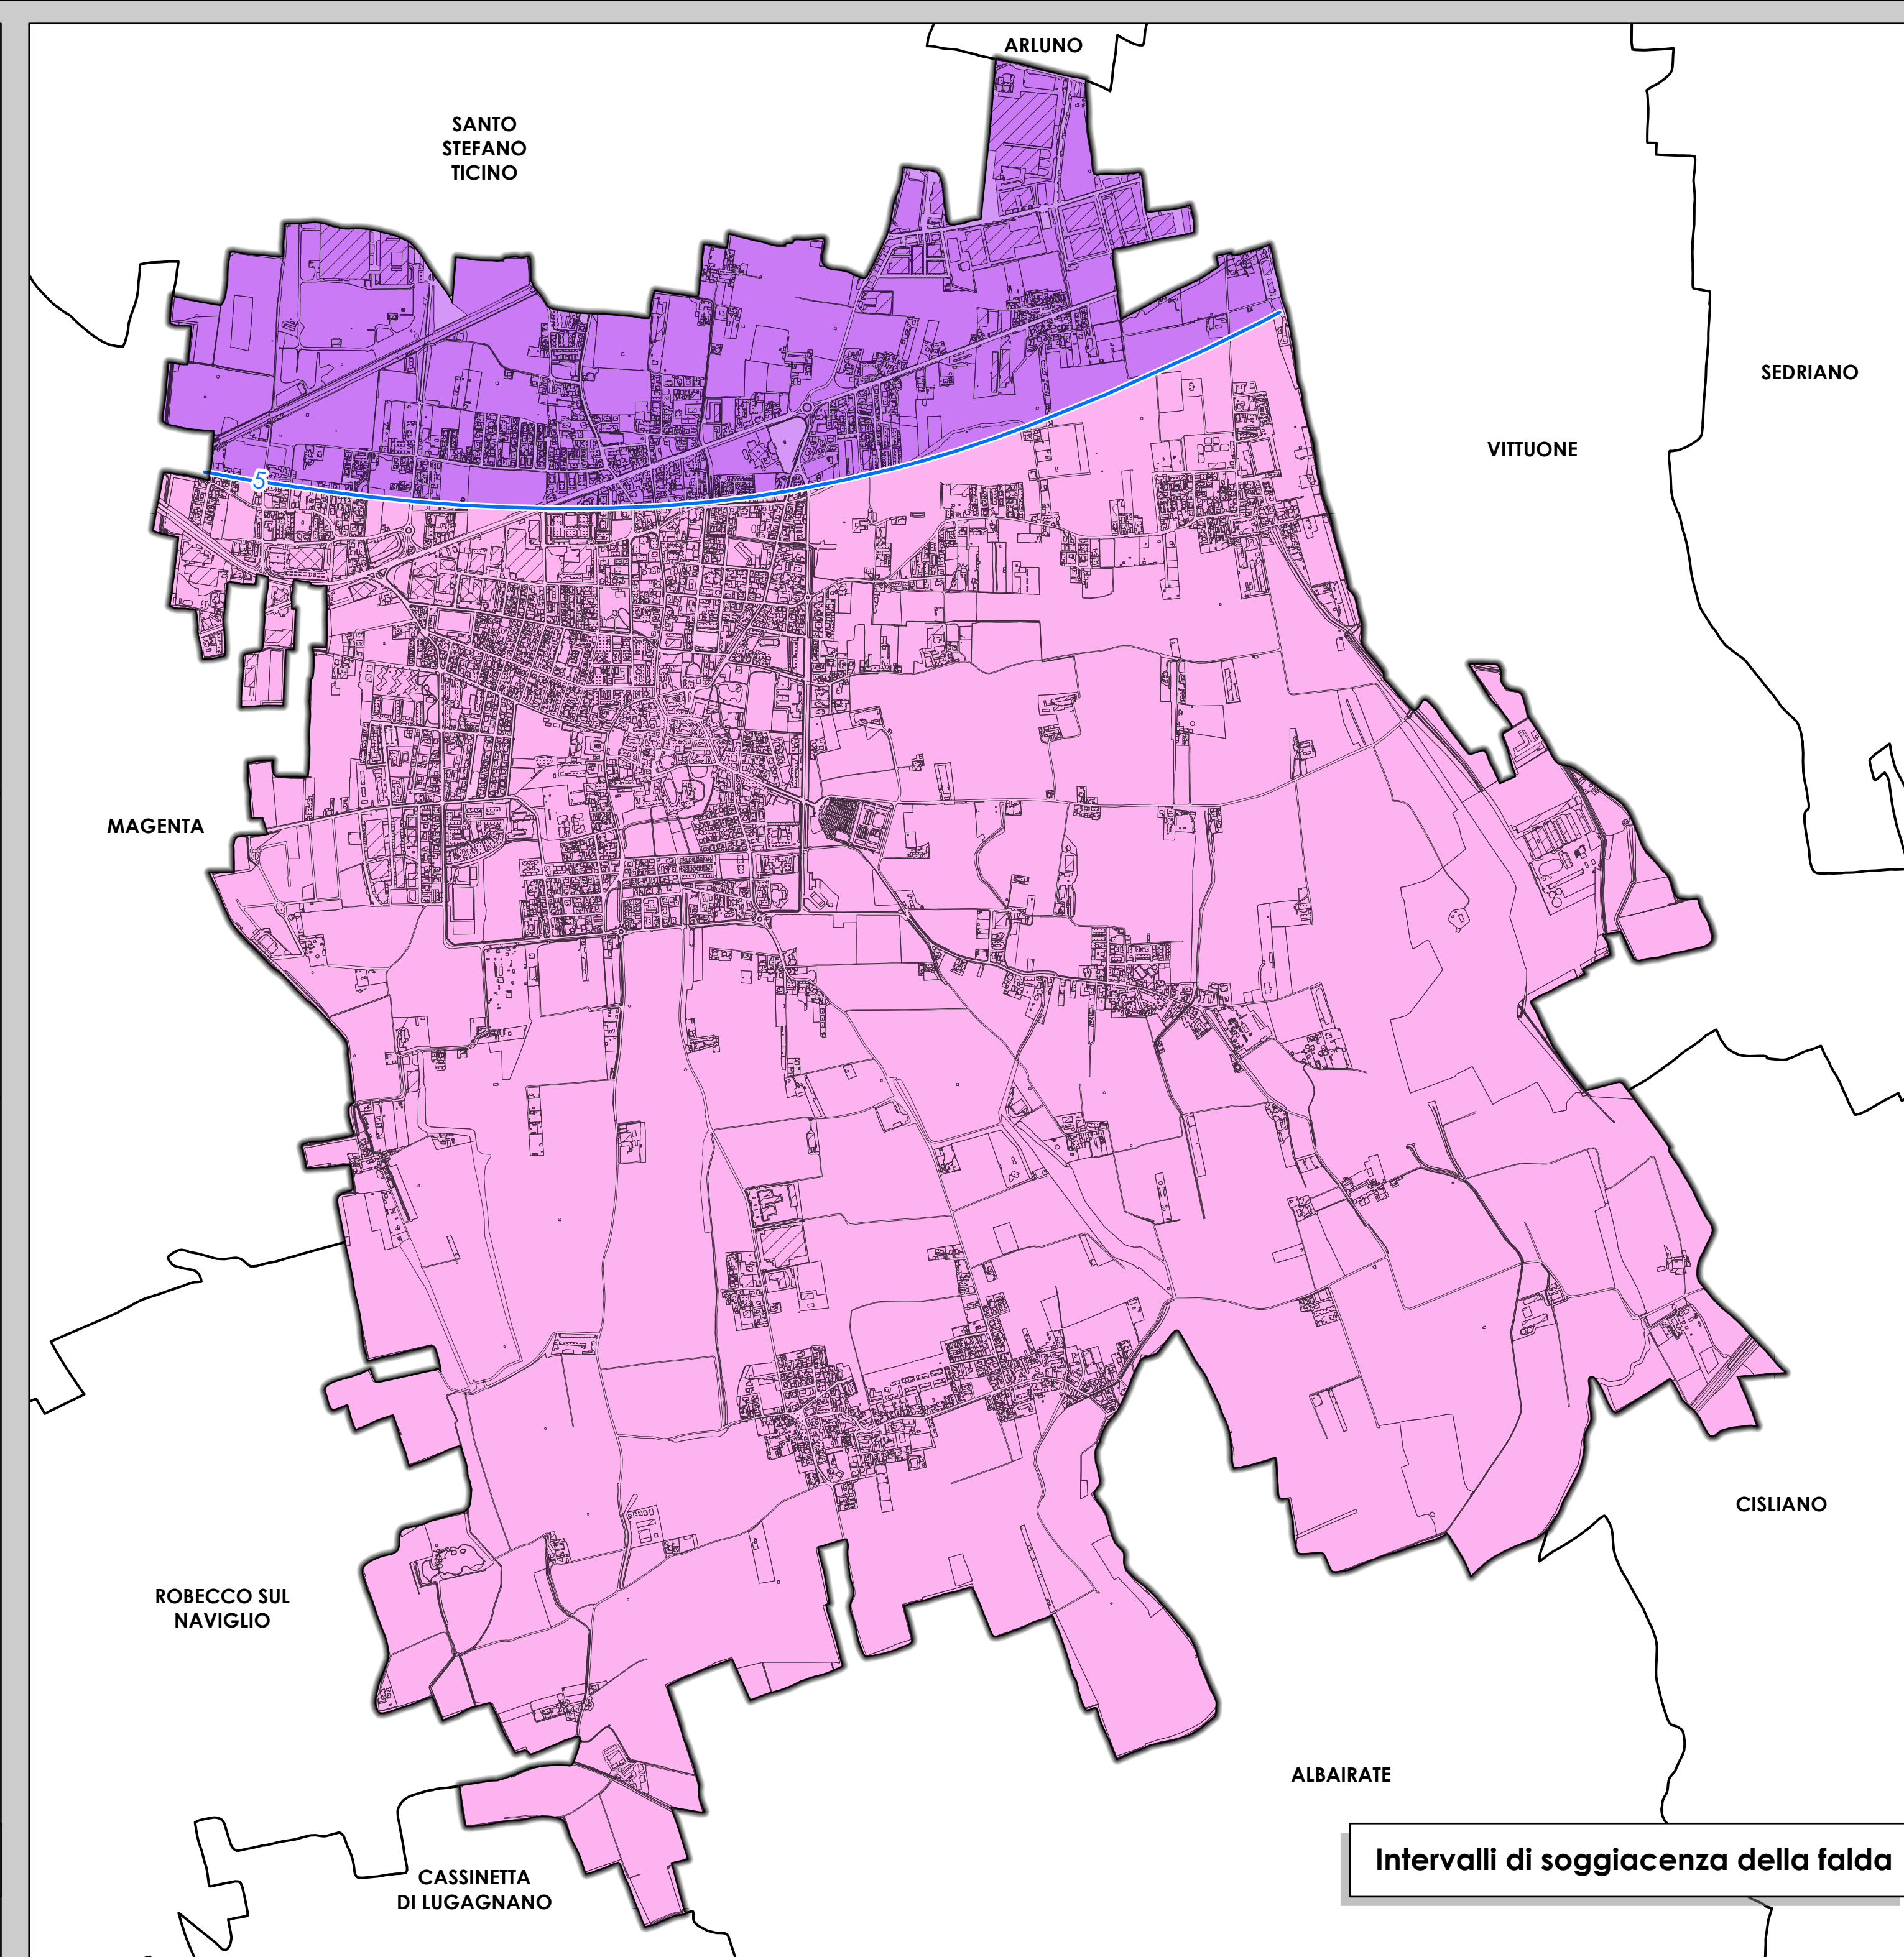 ARLUNO
SANTO
STEFANO
TICINO
SEDRIANO
VITTUONE
5
MAGENTA
CISLIANO
ROBECCO SUL
NAVIGLIO
ALBAIRATE
Intervalli di soggiacenza della falda
CASSINETTA
DI LUGAGNANO